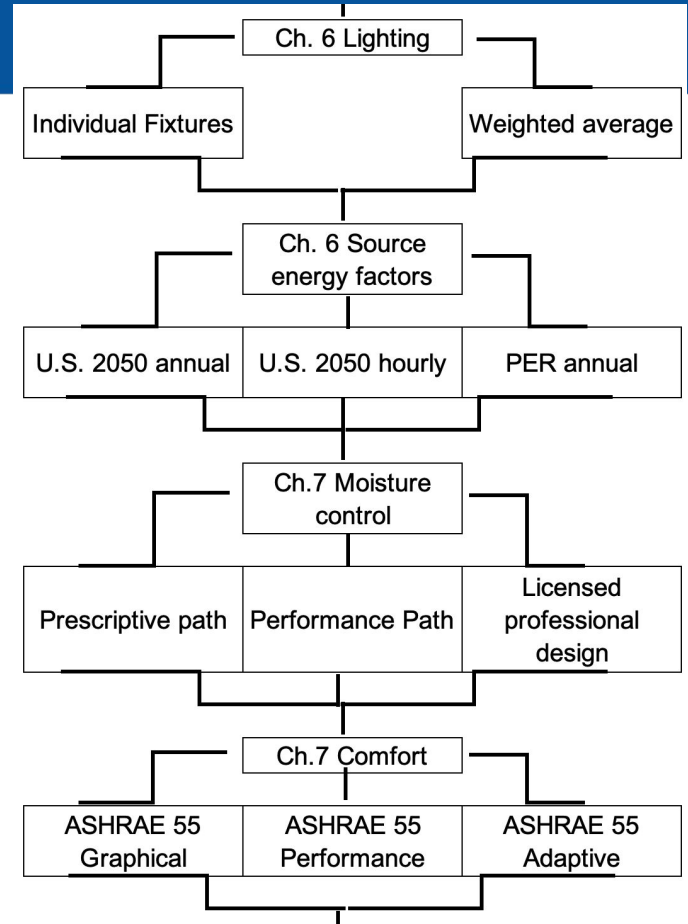 Ch. 6 Lighting
Individual Fixtures
Weighted average
Ch. 6 Source
energy factors
U.S. 2050 annual
U.S. 2050 hourly
PER annual
Ch.7 Moisture
control
Prescriptive path
Performance Path
Licensed
professional
design
Ch.7 Comfort
ASHRAE 55
Graphical
ASHRAE 55
Performance
ASHRAE 55
Adaptive